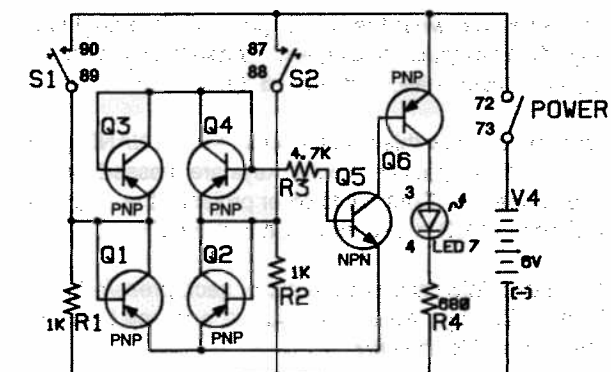 90
87
S1
89
88
S2
PNP
72
POWER
73
Q3
Q4
4.7K
Q6
R3
Q5
PNP
PNP
3
V4
Q1
Q2
4
LED 7
NPN
6V
1K
(-)
R2
680
1K
R1
R4
PNP
PNP